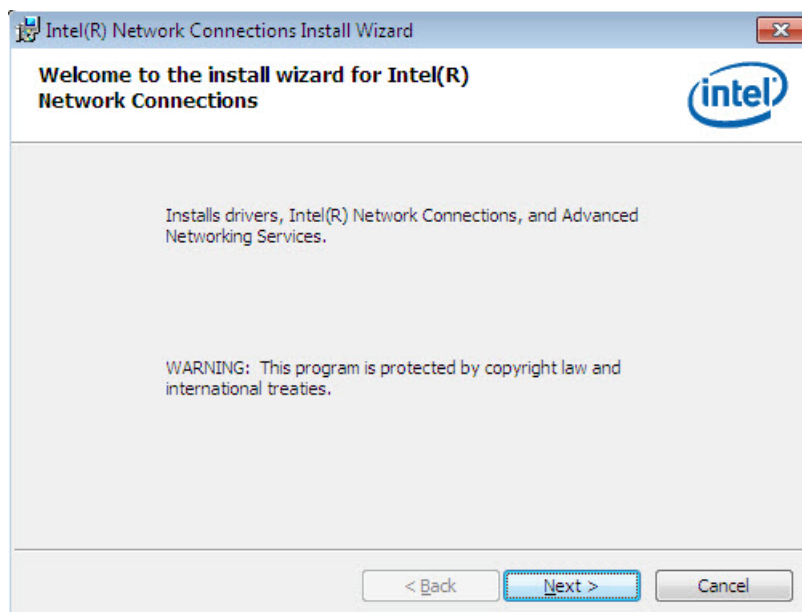 Intel(R) Network Connections Install Wizard
Welcome to the install wizard for Intel(R)
Network Connections
intel
Installs drivers, Intel(R) Network Connections, and Advanced
Networking Services.
WARNING: This program is protected by copyright law and
international treaties.
< Back Next > Cancel